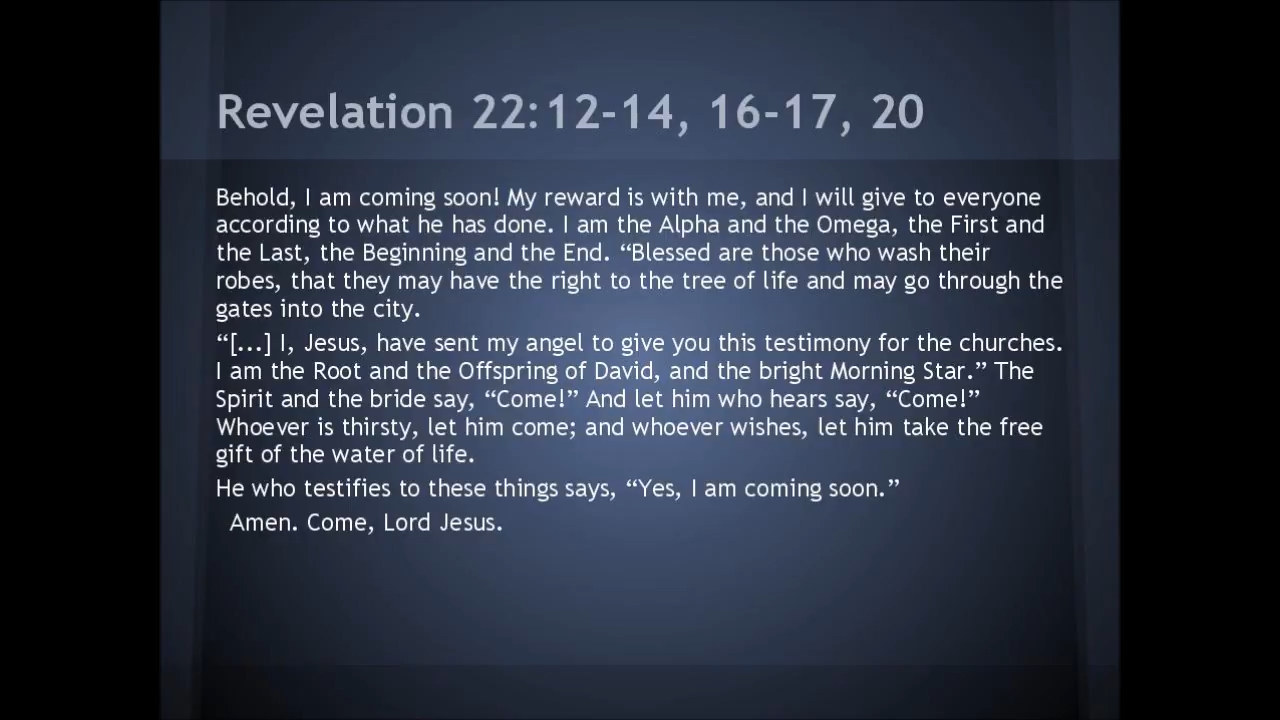 Revelation 22:12-14, 16-17, 20
Behold, I am coming soon! My reward is with me, and I will give to everyone
according to what he has done. I am the Alpha and the Omega, the First and
the Last, the Beginning and the End. “Blessed are those who wash their
robes, that they may have the right to the tree of life and may go through the
gates into the city.
“[...] I, Jesus, have sent my angel to give you this testimony for the churches.
I am the Root and the Offspring of David, and the bright Morning Star.” The
Spirit and the bride say, “Come!” And let him who hears say, “Come!”
Whoever is thirsty, let him come; and whoever wishes, let him take the free
gift of the water of life.
He who testifies to these things says, “Yes, I am coming soon.”
Amen. Come, Lord Jesus.